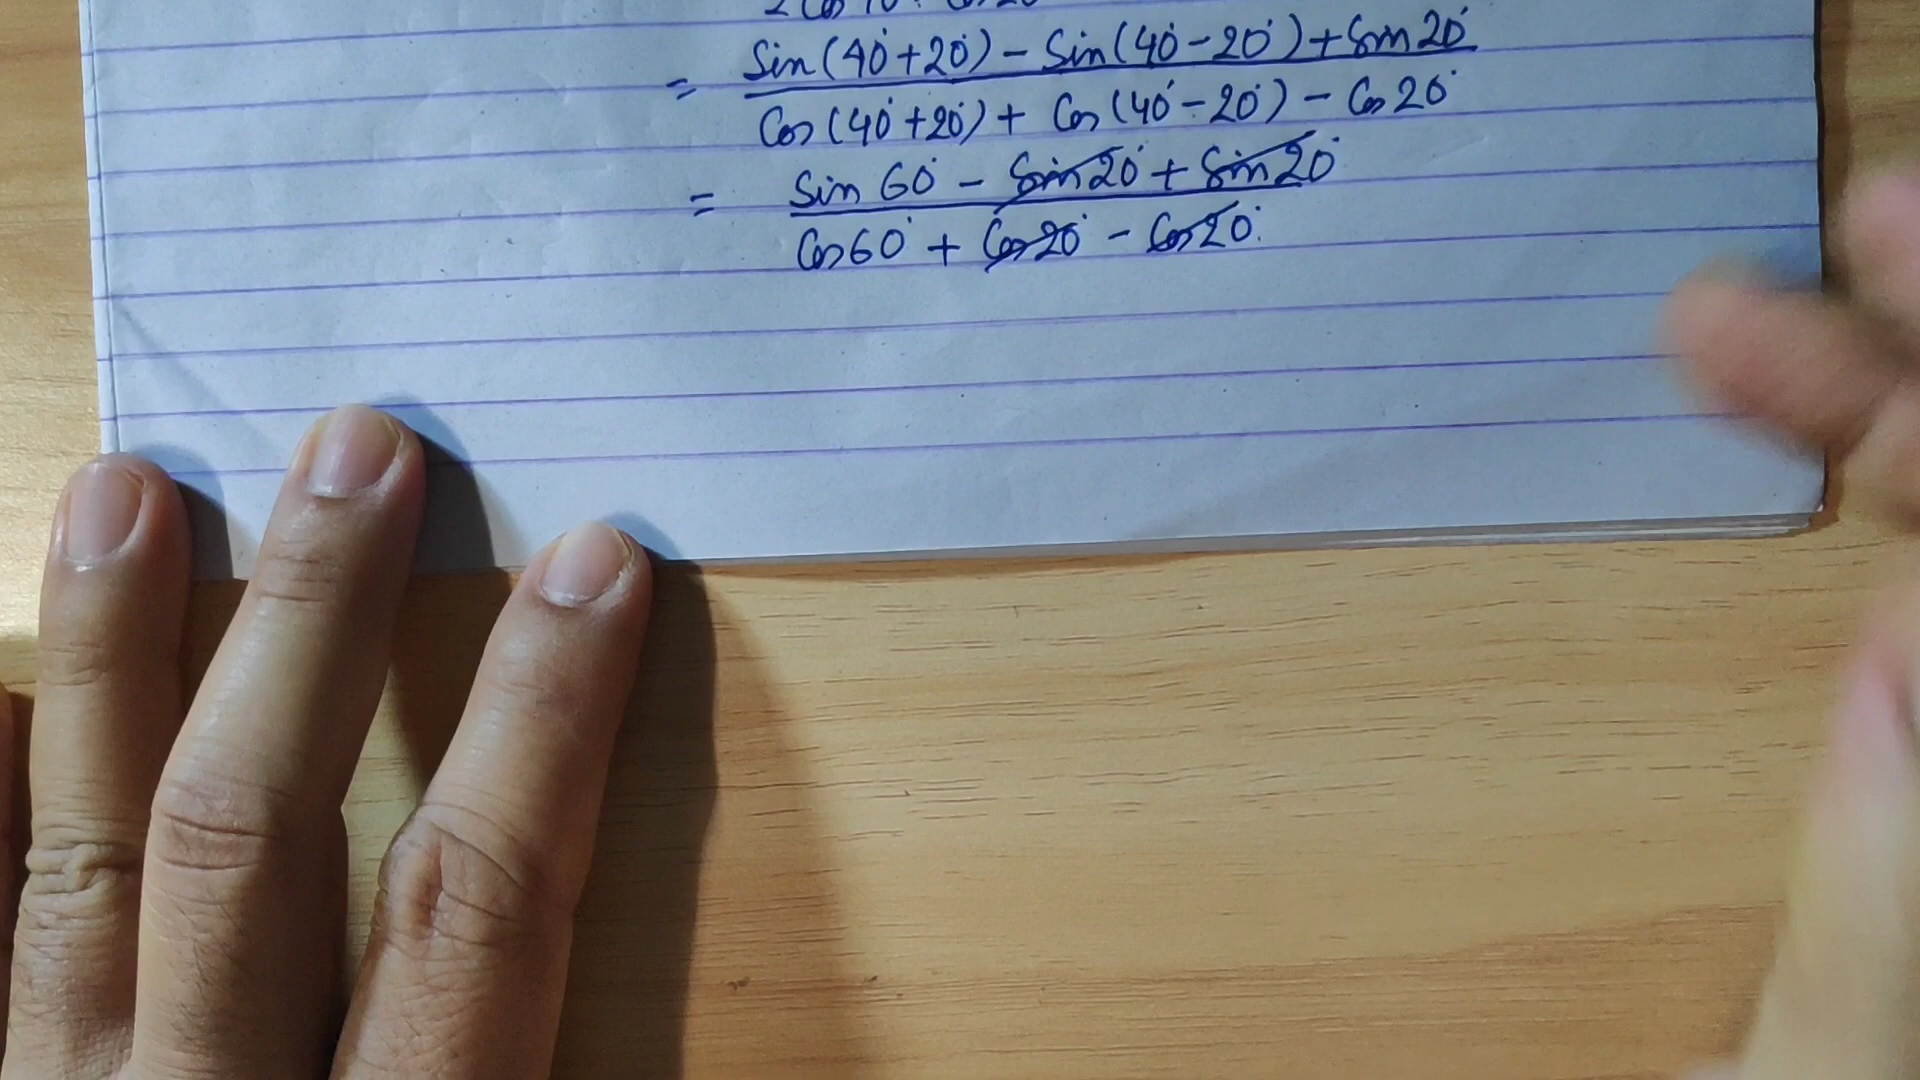 = Sin(40°+20°) - Sin(40°-20°) + Sin20°
Cos(40°+20°) + Cos(40°-20°) - Cos20°
= Sin60° - Sin20° + Sin20°
Cos60° + Cos20° - Cos20°.